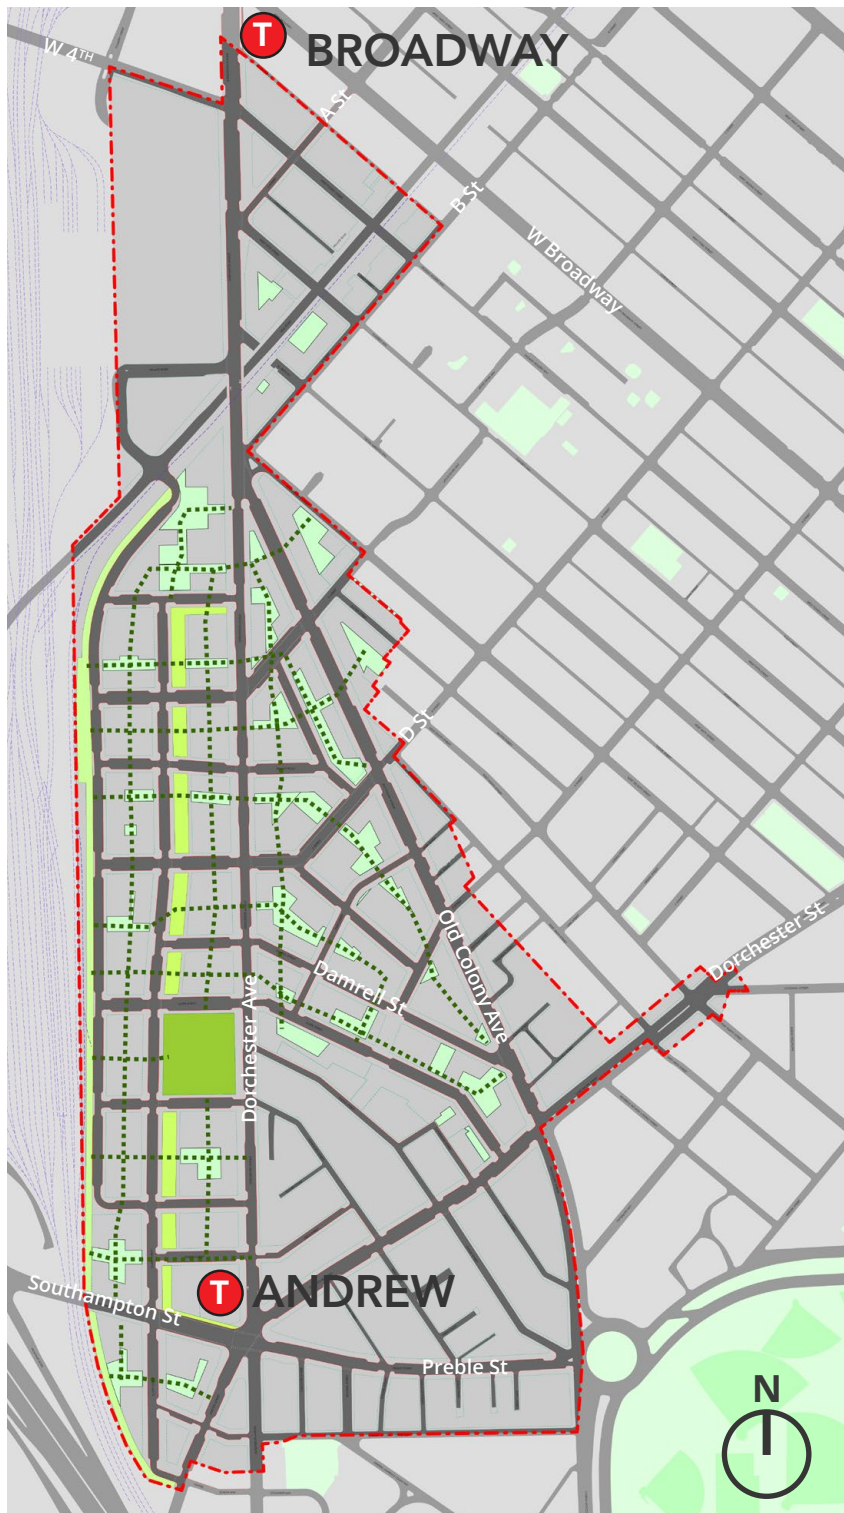 T
BROADWAY
W 4TH
A St
B St
W Broadway
D St
Old Colony Ave
Dorchester St
Damrell St
Dorchester Ave
T
ANDREW
Southampton St
Preble St
N